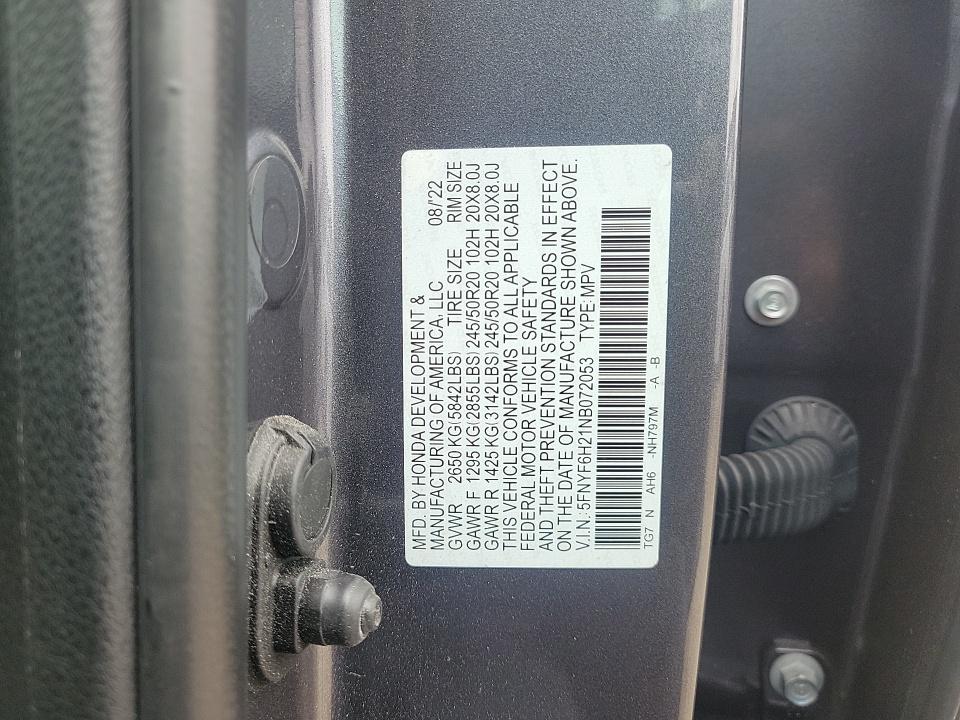 MFD. BY HONDA DEVELOPMENT &
MANUFACTURING OF AMERICA, LLC 08/'22
GVWR 2650 KG(5842LBS) TIRE SIZE RIM SIZE
GAWR F 1295 KG(2855LBS)245/50R20 102H 20X8.0J
GAWR R 1425 KG(3142LBS)245/50R20 102H 20X8.0J
THIS VEHICLE CONFORMS TO ALL APPLICABLE
FEDERAL MOTOR VEHICLE SAFETY
AND THEFT PREVENTION STANDARDS IN EFFECT
ON THE DATE OF MANUFACTURE SHOWN ABOVE.
V.I.N.:5FNYF6H21NB072053 TYPE:MPV
TG7 N AH6 -NH797M -A -B